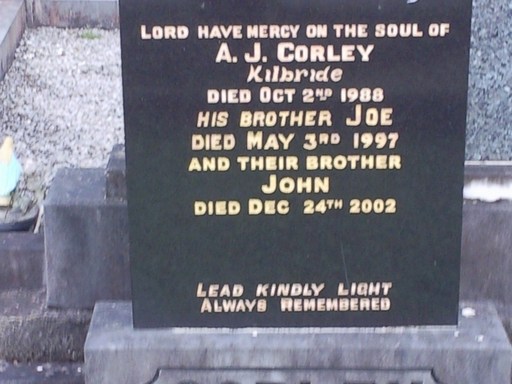 LORD HAVE MERCY ON THE SOUL OF
A. J. CORLEY
Kilbride
DIED OCT 2ND 1988
HIS BROTHER JOE
DIED MAY 3RD 1997
AND THEIR BROTHER
JOHN
DIED DEC 24TH 2002
LEAD KINDLY LIGHT
ALWAYS REMEMBERED